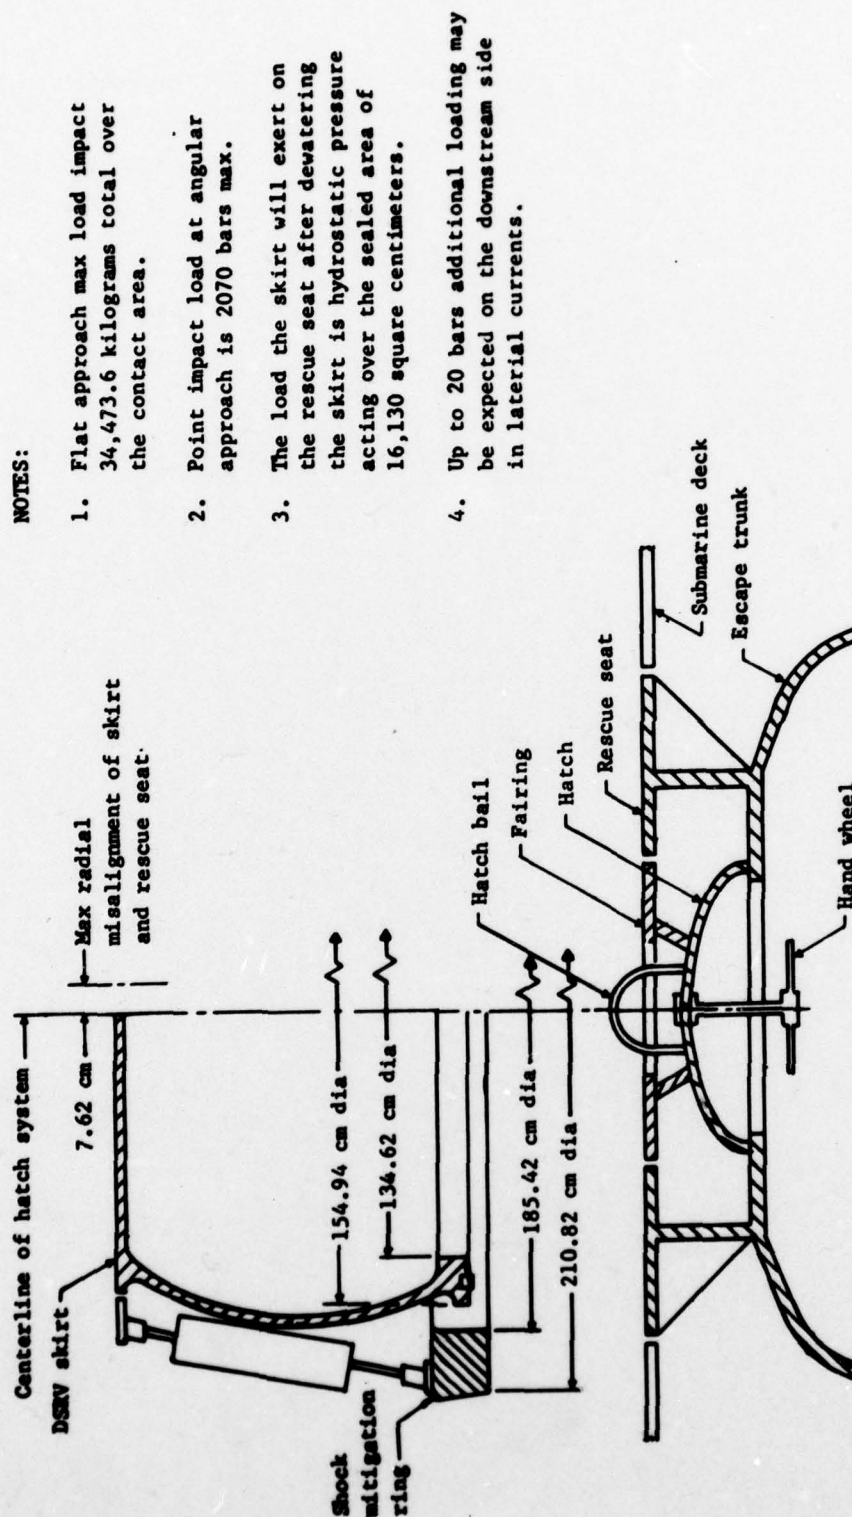 NOTES:
1. Flat approach max load impact
34,473.6 kilograms total over
the contact area.
2. Point impact load at angular
approach is 2070 bars max.
3. The load the skirt will exert on
the rescue seat after dewatering
the skirt is hydrostatic pressure
acting over the sealed area of
16,130 square centimeters.
4. Up to 20 bars additional loading may
be expected on the downstream side
in laterial currents.
Centerline of hatch system
DSRV skirt
7.62 cm
Max radial
misalignment of skirt
and rescue seat
154.94 cm dia
134.62 cm dia
185.42 cm dia
210.82 cm dia
Shock
mitigation
ring
Hatch bail
Fairing
Hatch
Rescue seat
Submarine deck
Escape trunk
Hand wheel